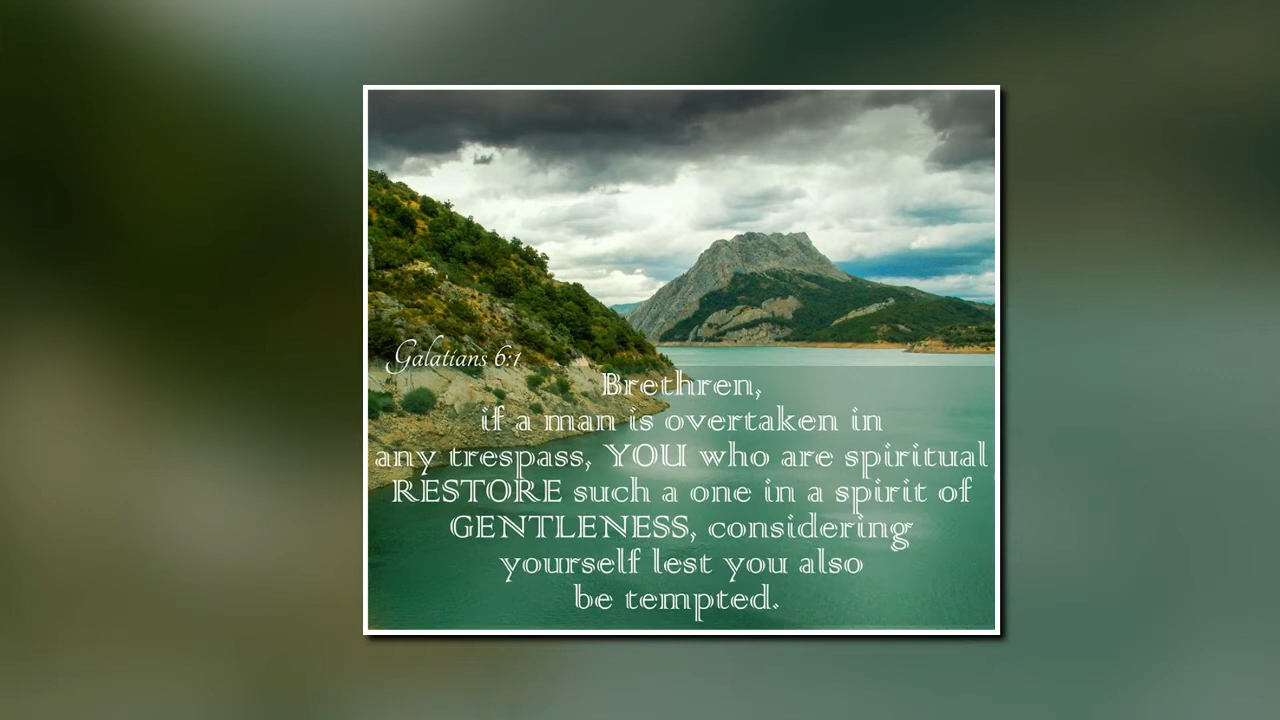 Galatians 6:1
Brethren,
if a man is overtaken in
any trespass, YOU who are spiritual
RESTORE such a one in a spirit of
GENTLENESS, considering
yourself lest you also
be tempted.